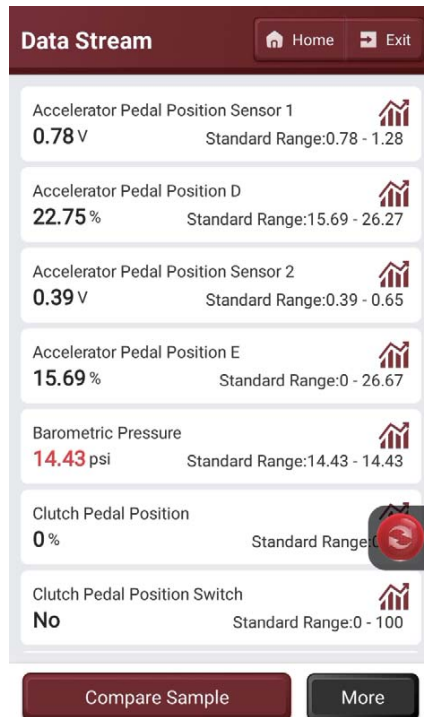 Data Stream
Home
Exit
Accelerator Pedal Position Sensor 1
0.78 V Standard Range:0.78 - 1.28
Accelerator Pedal Position D
22.75 % Standard Range:15.69 - 26.27
Accelerator Pedal Position Sensor 2
0.39 V Standard Range:0.39 - 0.65
Accelerator Pedal Position E
15.69 % Standard Range:0 - 26.67
Barometric Pressure
14.43 psi Standard Range:14.43 - 14.43
Clutch Pedal Position
0 % Standard Range:
Clutch Pedal Position Switch
No Standard Range:0 - 100
Compare Sample
More